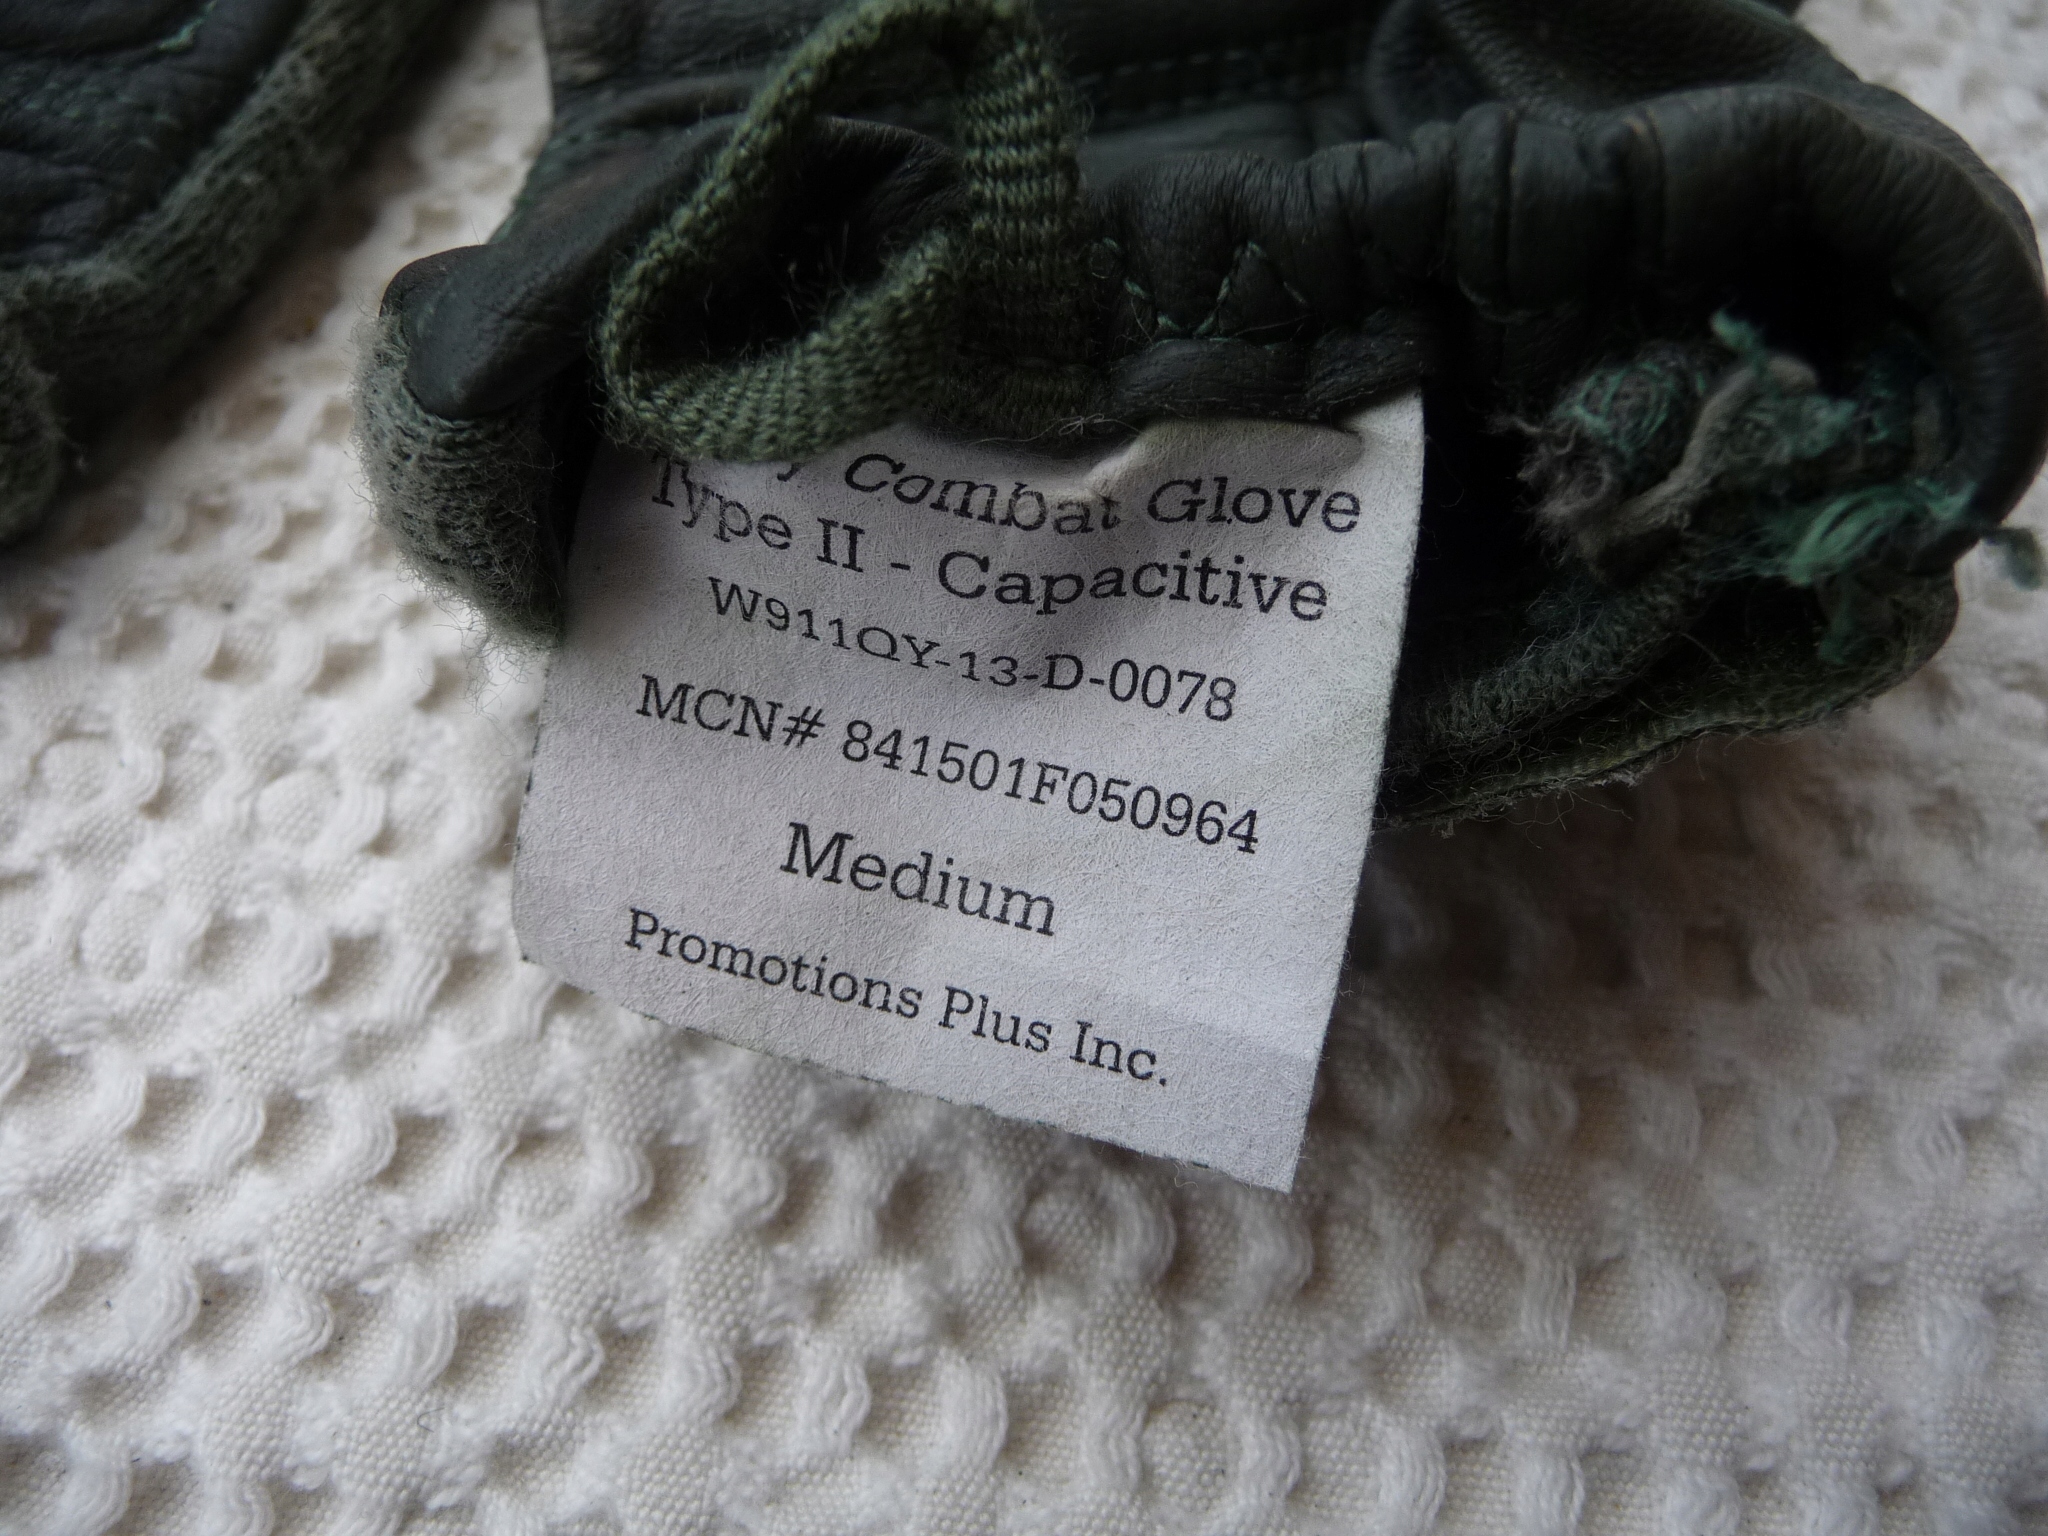 Combat Glove
Type II - Capacitive
W911QY-13-D-0078
MCN# 841501F050964
Medium
Promotions Plus Inc.